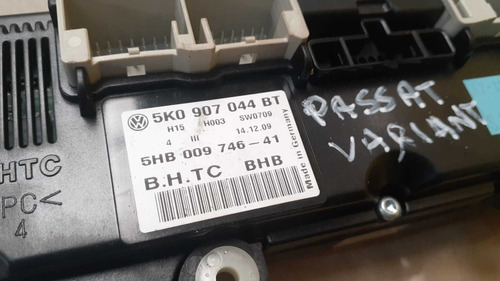 5K0 907 044 BT
H15 H003 SW0709
4 III 14.12.09
5HB 009 746-41
B.H.TC BHB
Made in Germany
PASSAT
VARIANT
HTC
PC<
4